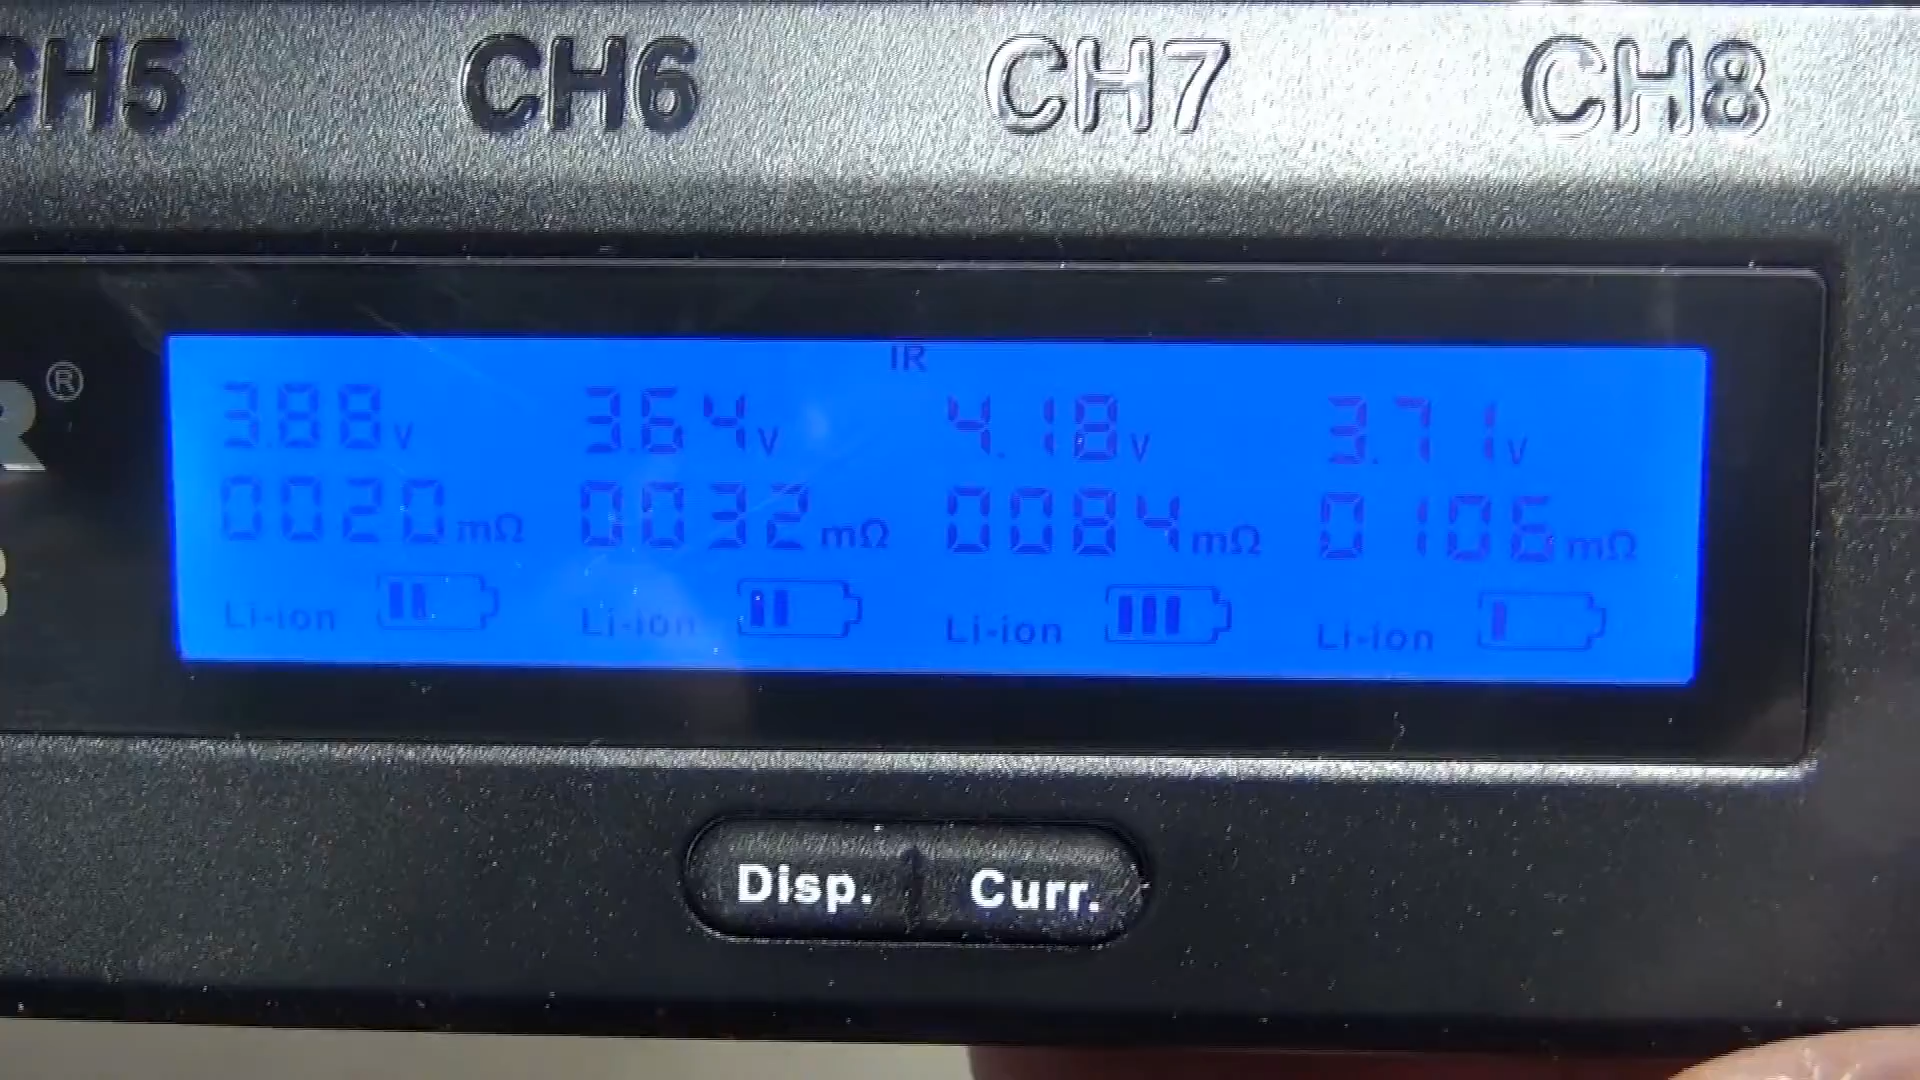 CH5 CH6 CH7 CH8
IR
R®
3.88V 3.64V 4.18V 3.71V
0020mΩ 0032mΩ 0084mΩ 0106mΩ
Li-ion Li-ion Li-ion Li-ion
Disp. Curr.